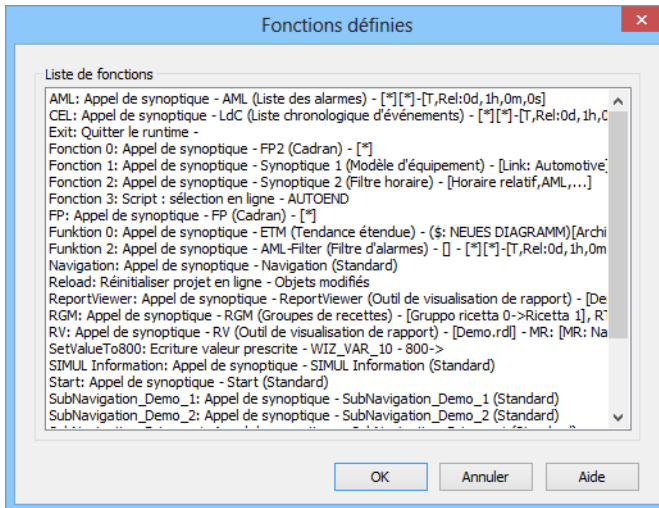 Fonctions définies
Liste de fonctions
AML: Appel de synoptique - AML (Liste des alarmes) - [*][*]-[T,Rel:0d,1h,0m,0s]
CEL: Appel de synoptique - LdC (Liste chronologique d'événements) - [*][*]-[T,Rel:0d,1h,0
Exit: Quitter le runtime -
Fonction 0: Appel de synoptique - FP2 (Cadran) - [*]
Fonction 1: Appel de synoptique - Synoptique 1 (Modèle d'équipement) - [Link: Automotive]
Fonction 2: Appel de synoptique - Synoptique 2 (Filtre horaire) - [Horaire relatif,AML,...]
Fonction 3: Script : sélection en ligne - AUTOEND
FP: Appel de synoptique - FP (Cadran) - [*]
Funktion 0: Appel de synoptique - ETM (Tendance étendue) - ($: NEUES DIAGRAMM)[Archi
Funktion 2: Appel de synoptique - AML-Filter (Filtre d'alarmes) - [] - [*][*]-[T,Rel:0d,1h,0m
Navigation: Appel de synoptique - Navigation (Standard)
Reload: Réinitialiser projet en ligne - Objets modifiés
ReportViewer: Appel de synoptique - ReportViewer (Outil de visualisation de rapport) - [De
RGM: Appel de synoptique - RGM (Groupes de recettes) - [Gruppo ricetta 0->Ricetta 1], RT
RV: Appel de synoptique - RV (Outil de visualisation de rapport) - [Demo.rdl] - MR: [MR: Na
SetValueTo800: Ecriture valeur prescrite - WIZ_VAR_10 - 800->
SIMUL Information: Appel de synoptique - SIMUL Information (Standard)
Start: Appel de synoptique - Start (Standard)
SubNavigation_Demo_1: Appel de synoptique - SubNavigation_Demo_1 (Standard)
SubNavigation_Demo_2: Appel de synoptique - SubNavigation_Demo_2 (Standard)
OK
Annuler
Aide